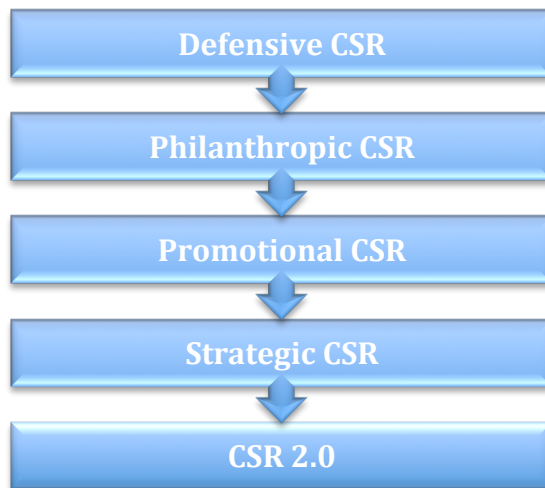 Defensive CSR
Philanthropic CSR
Promotional CSR
Strategic CSR
CSR 2.0